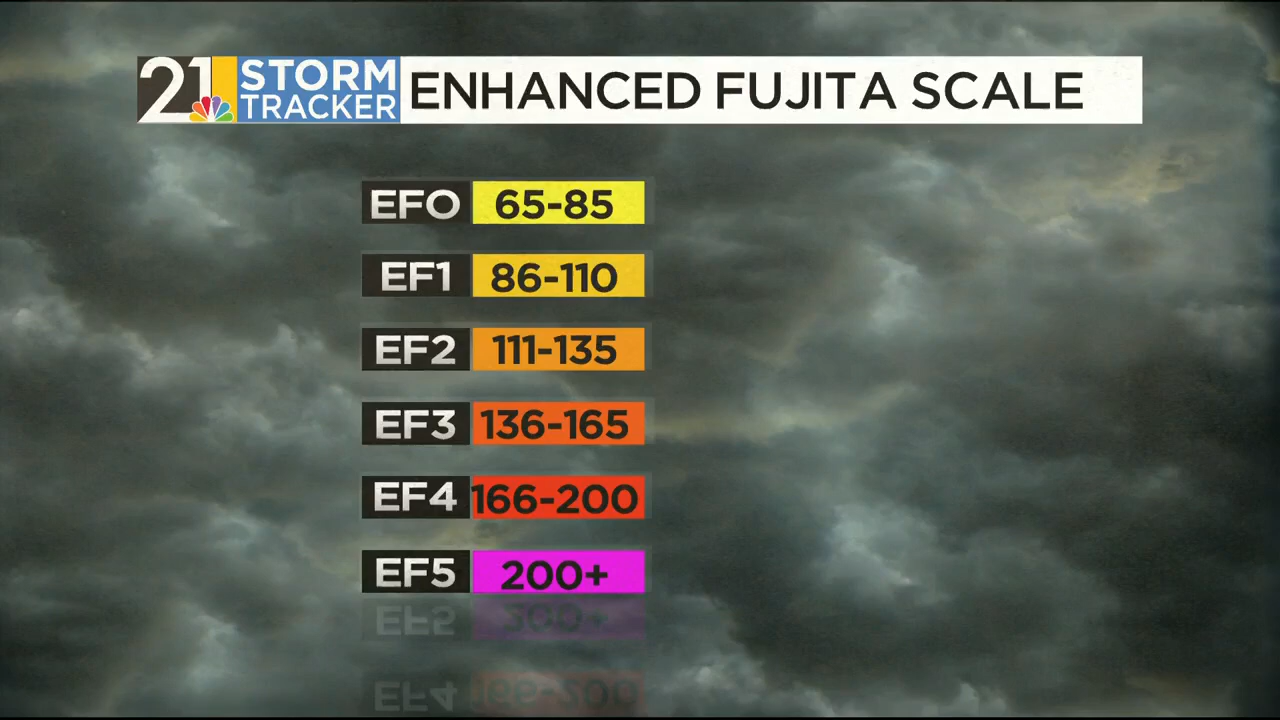 21 STORM TRACKER ENHANCED FUJITA SCALE
EF0 65-85
EF1 86-110
EF2 111-135
EF3 136-165
EF4 166-200
EF5 200+